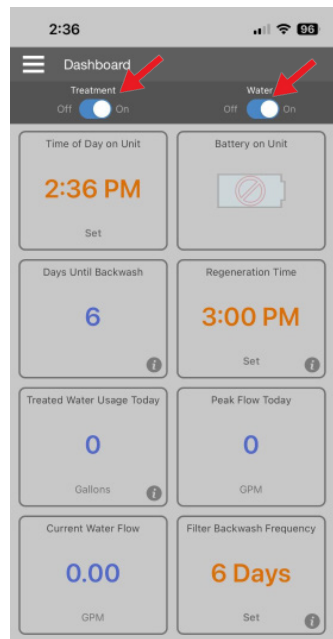 2:36
96
Dashboard
Treatment
Water
Off On
Off On
Time of Day on Unit
Battery on Unit
2:36 PM
Set
Days Until Backwash
Regeneration Time
6
3:00 PM
i
Set
i
Treated Water Usage Today
Peak Flow Today
0
0
Gallons
i
GPM
Current Water Flow
Filter Backwash Frequency
0.00
6 Days
GPM
Set
i